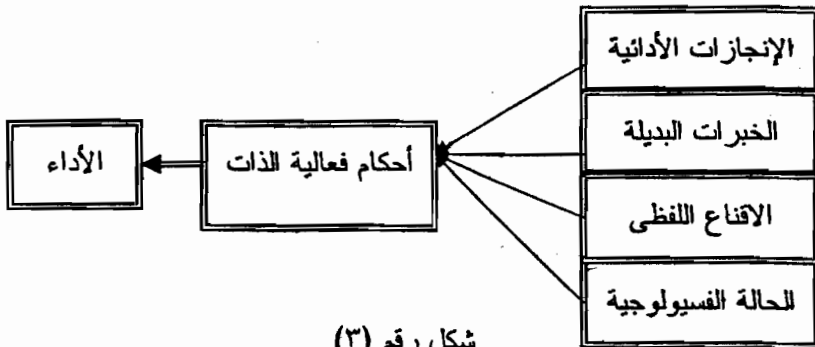 الإنجازات الأدائية
الخبرات البديلة
الاقناع اللفظى
الحالة الفسيولوجية
أحكام فعالية الذات
الأداء
شكل رقم (٣)